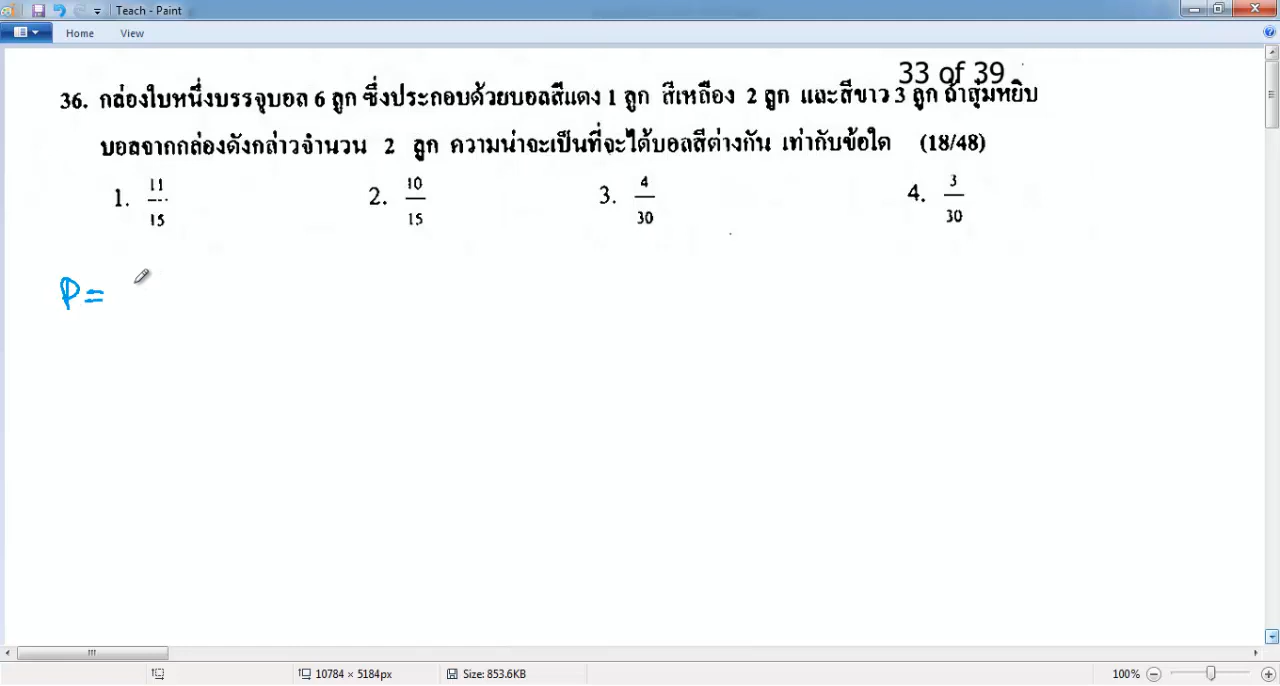 Teach - Paint
Home View
33 of 39
36. กล่องใบหนึ่งบรรจุบอล 6 ลูก ซึ่งประกอบด้วยบอลสีแดง 1 ลูก สีเหลือง 2 ลูก และสีขาว 3 ลูก ถ้าสุ่มหยิบ
บอลจากกล่องดังกล่าวจำนวน 2 ลูก ความน่าจะเป็นที่จะได้บอลสีต่างกัน เท่ากับข้อใด (18/48)
1. 11/15 2. 10/15 3. 4/30 4. 3/30
P =
10784 × 5184px Size: 853.6KB 100%